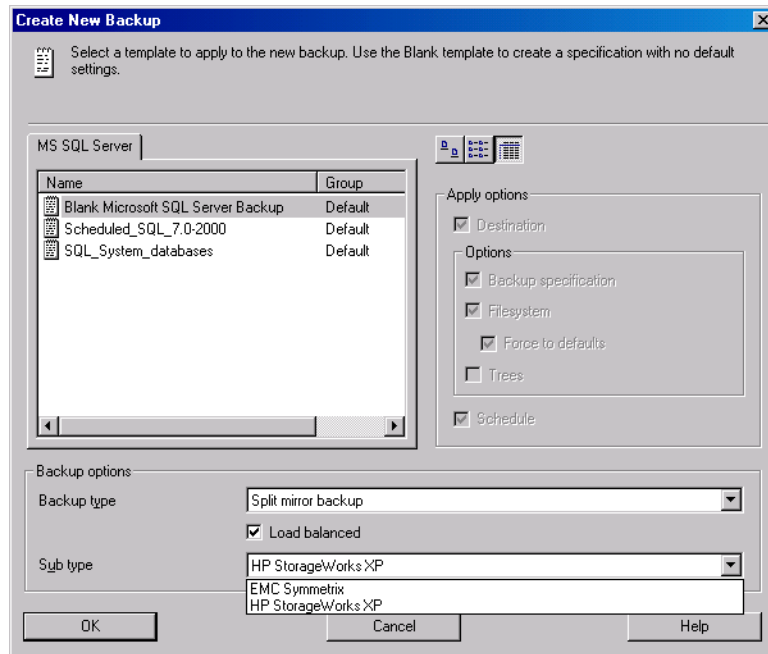 Create New Backup
Select a template to apply to the new backup. Use the Blank template to create a specification with no default
settings.
MS SQL Server
Name Group
Blank Microsoft SQL Server Backup Default
Scheduled_SQL_7.0-2000 Default
SQL_System_databases Default
Apply options
Destination
Options
Backup specification
Filesystem
Force to defaults
Trees
Schedule
Backup options
Backup type Split mirror backup
Load balanced
Sub type HP StorageWorks XP
EMC Symmetrix
HP StorageWorks XP
OK Cancel Help